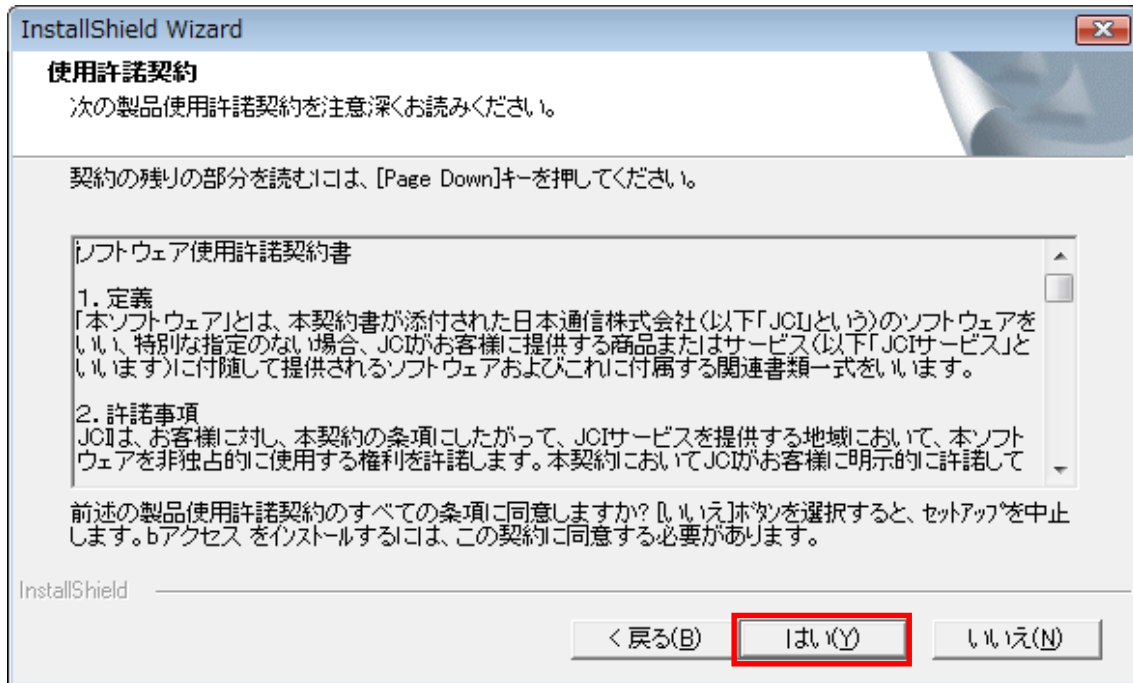 InstallShield Wizard
使用許諾契約
次の製品使用許諾契約を注意深くお読みください。
契約の残りの部分を読むには、[Page Down]キーを押してください。
ソフトウェア使用許諾契約書
1. 定義
「本ソフトウェア」とは、本契約書が添付された日本通信株式会社(以下「JCI」という)のソフトウェアを
いい、特別な指定のない場合、JCIがお客様に提供する商品またはサービス(以下「JCIサービス」と
いいます)に付随して提供されるソフトウェアおよびこれに付属する関連書類一式をいいます。
2. 許諾事項
JCIは、お客様に対し、本契約の条項にしたがって、JCIサービスを提供する地域において、本ソフト
ウェアを非独占的に使用する権利を許諾します。本契約においてJCIがお客様に明示的に許諾して
前述の製品使用許諾契約のすべての条項に同意しますか? [いいえ]ボタンを選択すると、セットアップを中止
します。bアクセス をインストールするには、この契約に同意する必要があります。
InstallShield
< 戻る(B)
はい(Y)
いいえ(N)